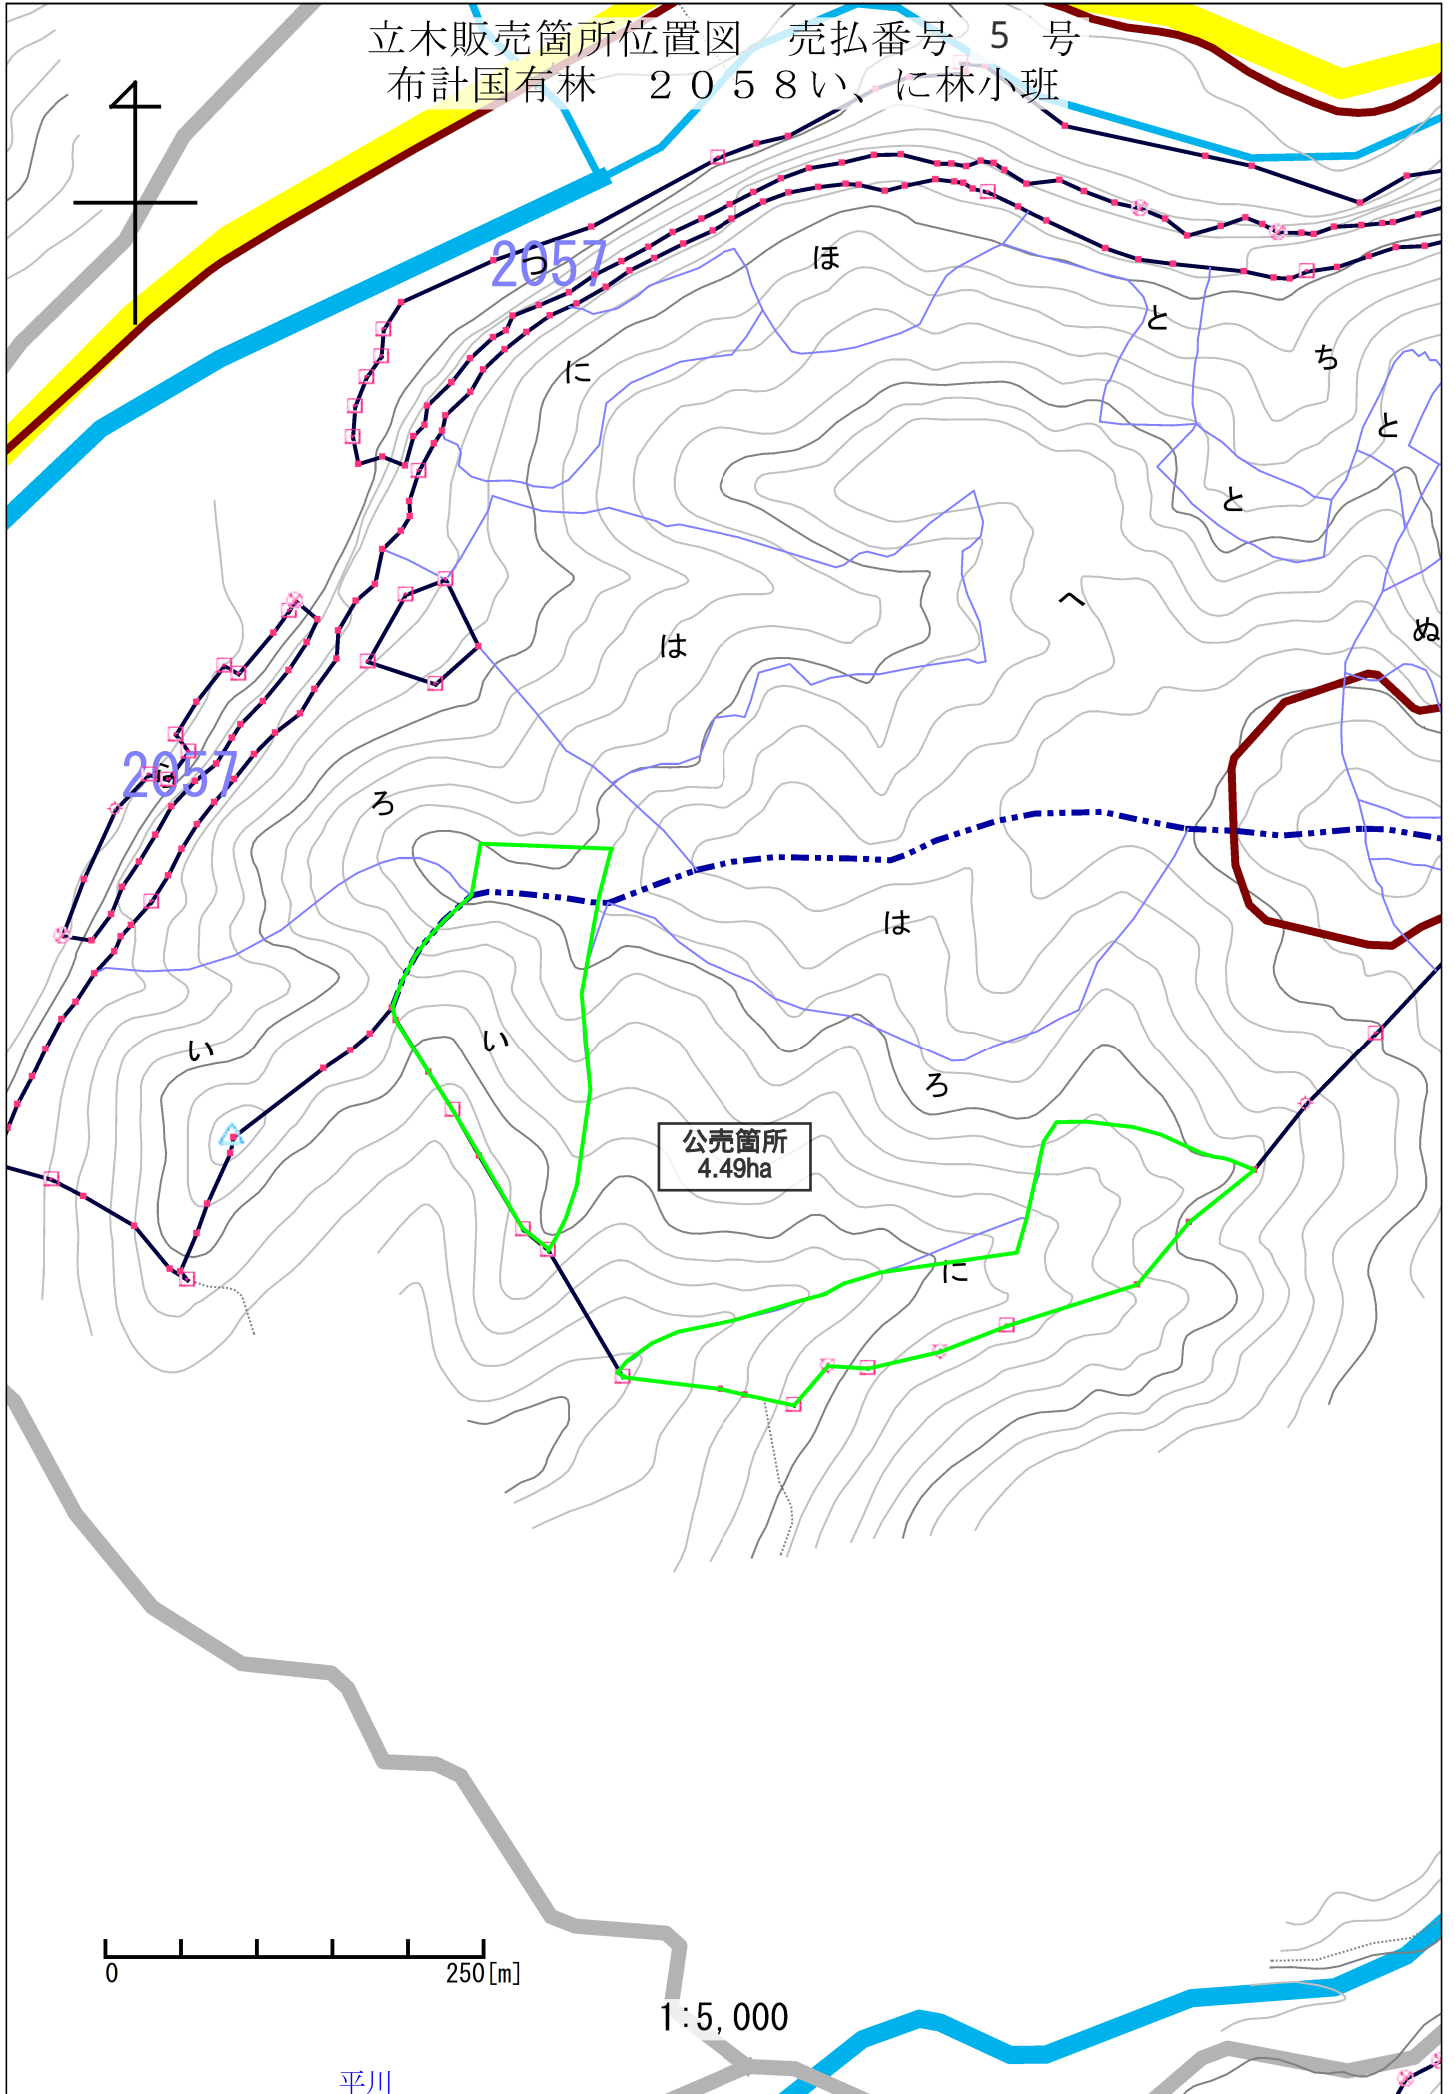 立木販売箇所位置図　売払番号　5　号
布計国有林　２０５８い、に林小班
2057
つ
ほ
と
ち
に
と
と
へ
ぬ
は
2057
ら
ろ
は
い
い
ろ
公売箇所
4.49ha
に
0
250[m]
1:5,000
平川